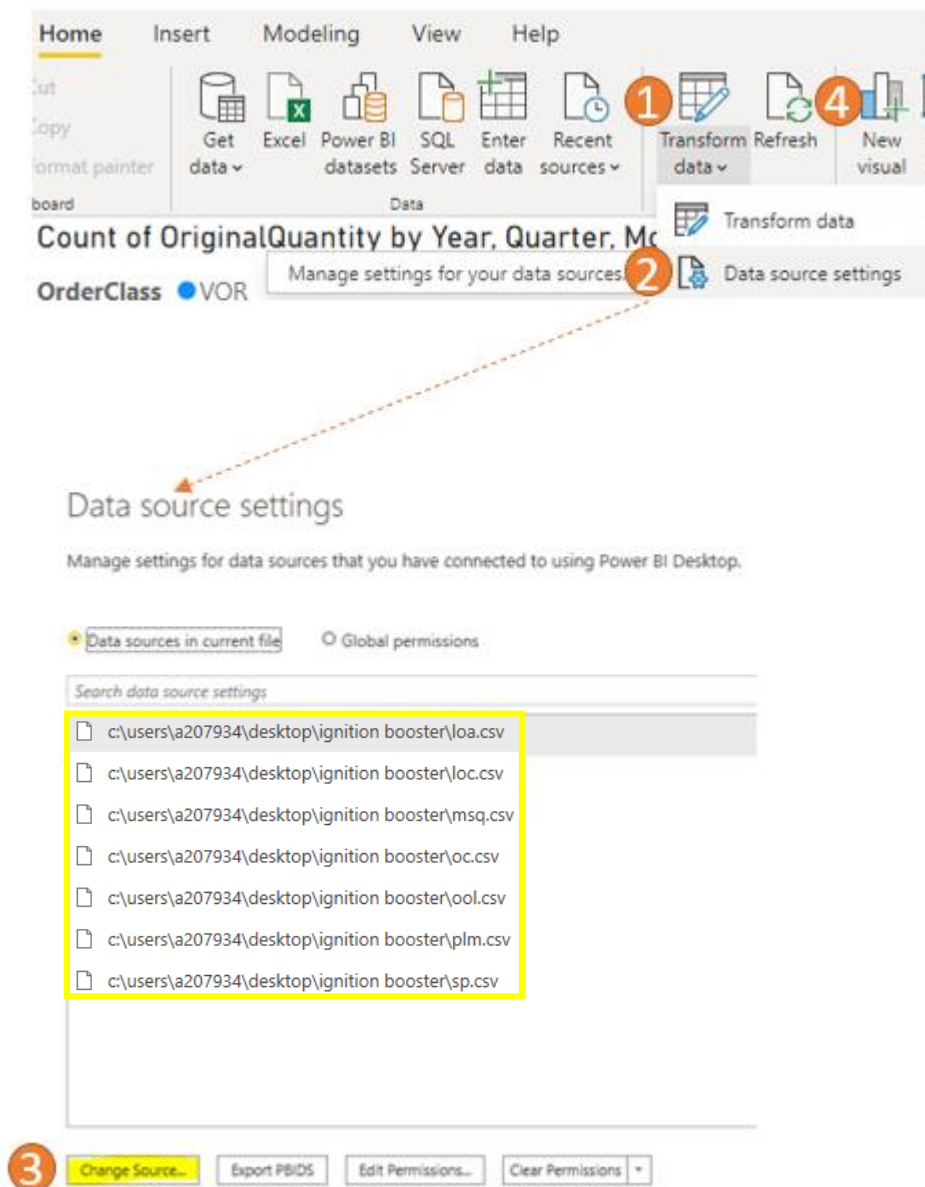 Home Insert Modeling View Help
Cut
Copy
Format painter
Get data
Excel
Power BI datasets
SQL Server
Enter data
Recent sources
1
Transform data
Refresh
4
New visual
board
Data
Transform data
Count of OriginalQuantity by Year, Quarter, Mo
Manage settings for your data sources.
2
Data source settings
OrderClass VOR
Data source settings
Manage settings for data sources that you have connected to using Power BI Desktop.
Data sources in current file Global permissions
Search data source settings
c:\users\a207934\desktop\ignition booster\loa.csv
c:\users\a207934\desktop\ignition booster\loc.csv
c:\users\a207934\desktop\ignition booster\msq.csv
c:\users\a207934\desktop\ignition booster\oc.csv
c:\users\a207934\desktop\ignition booster\ool.csv
c:\users\a207934\desktop\ignition booster\plm.csv
c:\users\a207934\desktop\ignition booster\sp.csv
3
Change Source... Export PBIDS Edit Permissions... Clear Permissions